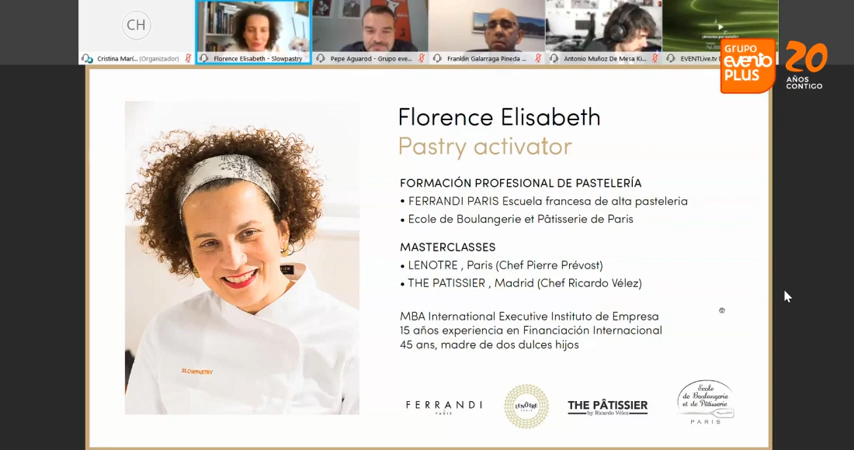 CH
Cristina Marí... (Organizador)
Florence Elisabeth - Slowpastry
Pepe Aguarod - Grupo eve...
Franklin Galarraga Pineda ...
Antonio Muñoz De Mesa Ki...
EVENTLive.tv
GRUPO
evento
PLUS
20
AÑOS
CONTIGO
Florence Elisabeth
Pastry activator
FORMACIÓN PROFESIONAL DE PASTELERÍA
• FERRANDI PARIS Escuela francesa de alta pasteleria
• Ecole de Boulangerie et Pâtisserie de Paris
MASTERCLASSES
• LENOTRE , Paris (Chef Pierre Prévost)
• THE PATISSIER , Madrid (Chef Ricardo Vélez)
MBA International Executive Instituto de Empresa
15 años experiencia en Financiación Internacional
45 ans, madre de dos dulces hijos
SLOWPASTRY
FERRANDI
PARIS
LENÔTRE
PARIS
THE PÂTISSIER
by Ricardo Vélez
Ecole
de Boulangerie
et de Pâtisserie
PARIS